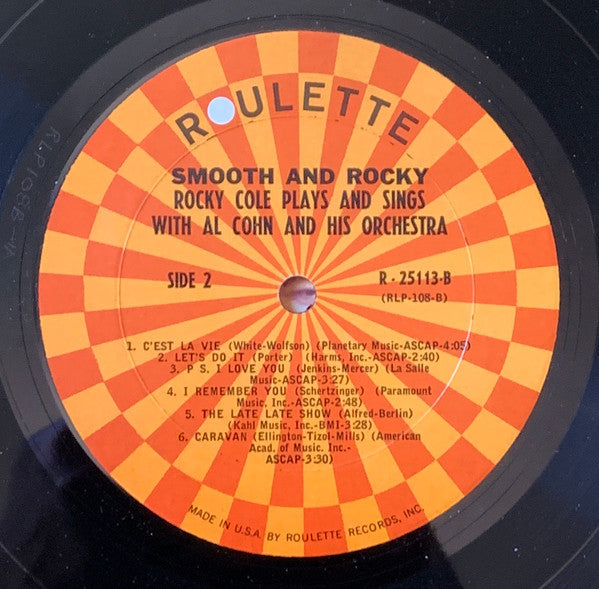 ROULETTE
SMOOTH AND ROCKY
ROCKY COLE PLAYS AND SINGS
WITH AL COHN AND HIS ORCHESTRA
SIDE 2
R - 25113-B
(RLP-108-B)
1. C'EST LA VIE (White-Wolfson) (Planetary Music-ASCAP-4:05)
2. LET'S DO IT (Porter) (Harms, Inc.-ASCAP-2:40)
3. P S. I LOVE YOU (Jenkins-Mercer) (La Salle
Music-ASCAP-3:27)
4. I REMEMBER YOU (Schertzinger) (Paramount
Music, Inc.-ASCAP-2:48)
5. THE LATE LATE SHOW (Alfred-Berlin)
(Kahl Music, Inc.-BMI-3:28)
6. CARAVAN (Ellington-Tizol-Mills) (American
Acad. of Music. Inc.-
ASCAP-3:30)
MADE IN U.S.A. BY ROULETTE RECORDS, INC.